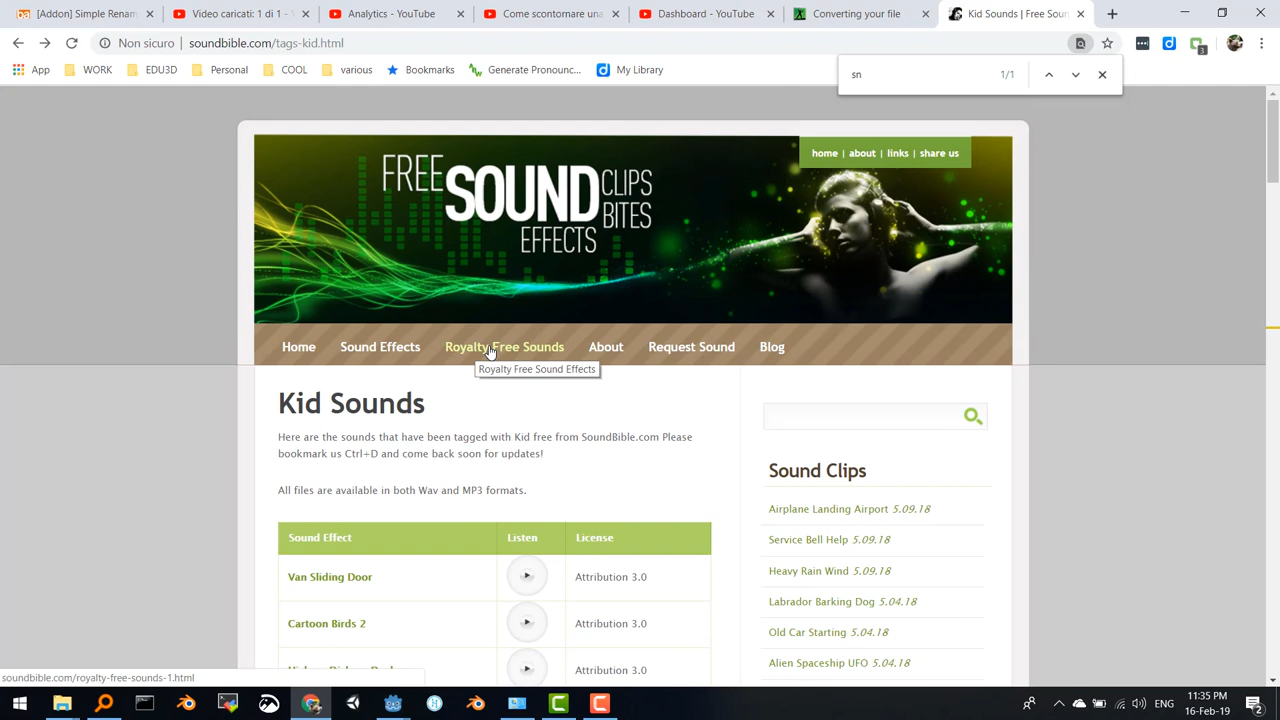 [Addon] Simple Renam
Video caricati: 1 di 1 - Y
Analytics - YouTube
Come scontornare una
Dashboard - YouTube
Converting your file
Kid Sounds | Free Soun
Non sicuro | soundbible.com/tags-kid.html
3
App
WORK
EDU3D
Personal
COOL
various
Bookmarks
Generate Pronounc...
My Library
sn
1/1
home | about | links | share us
FREE SOUND CLIPS
BITES
EFFECTS
Home
Sound Effects
Royalty Free Sounds
About
Request Sound
Blog
Royalty Free Sound Effects
Kid Sounds
Here are the sounds that have been tagged with Kid free from SoundBible.com Please
bookmark us Ctrl+D and come back soon for updates!
All files are available in both Wav and MP3 formats.
Sound Effect
Listen
License
Van Sliding Door
Attribution 3.0
Cartoon Birds 2
Attribution 3.0
Attribution 3.0
Sound Clips
Airplane Landing Airport 5.09.18
Service Bell Help 5.09.18
Heavy Rain Wind 5.09.18
Labrador Barking Dog 5.04.18
Old Car Starting 5.04.18
Alien Spaceship UFO 5.04.18
soundbible.com/royalty-free-sounds-1.html
ENG
11:35 PM
16-Feb-19
2